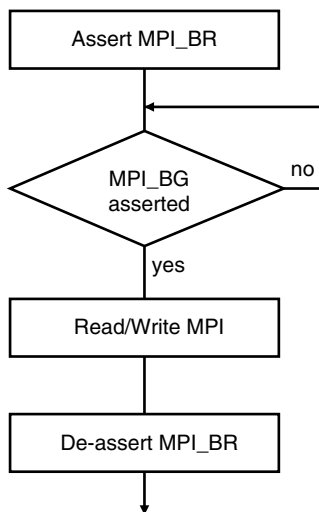 Assert MPI_BR
MPI_BG
asserted
no
yes
Read/Write MPI
De-assert MPI_BR